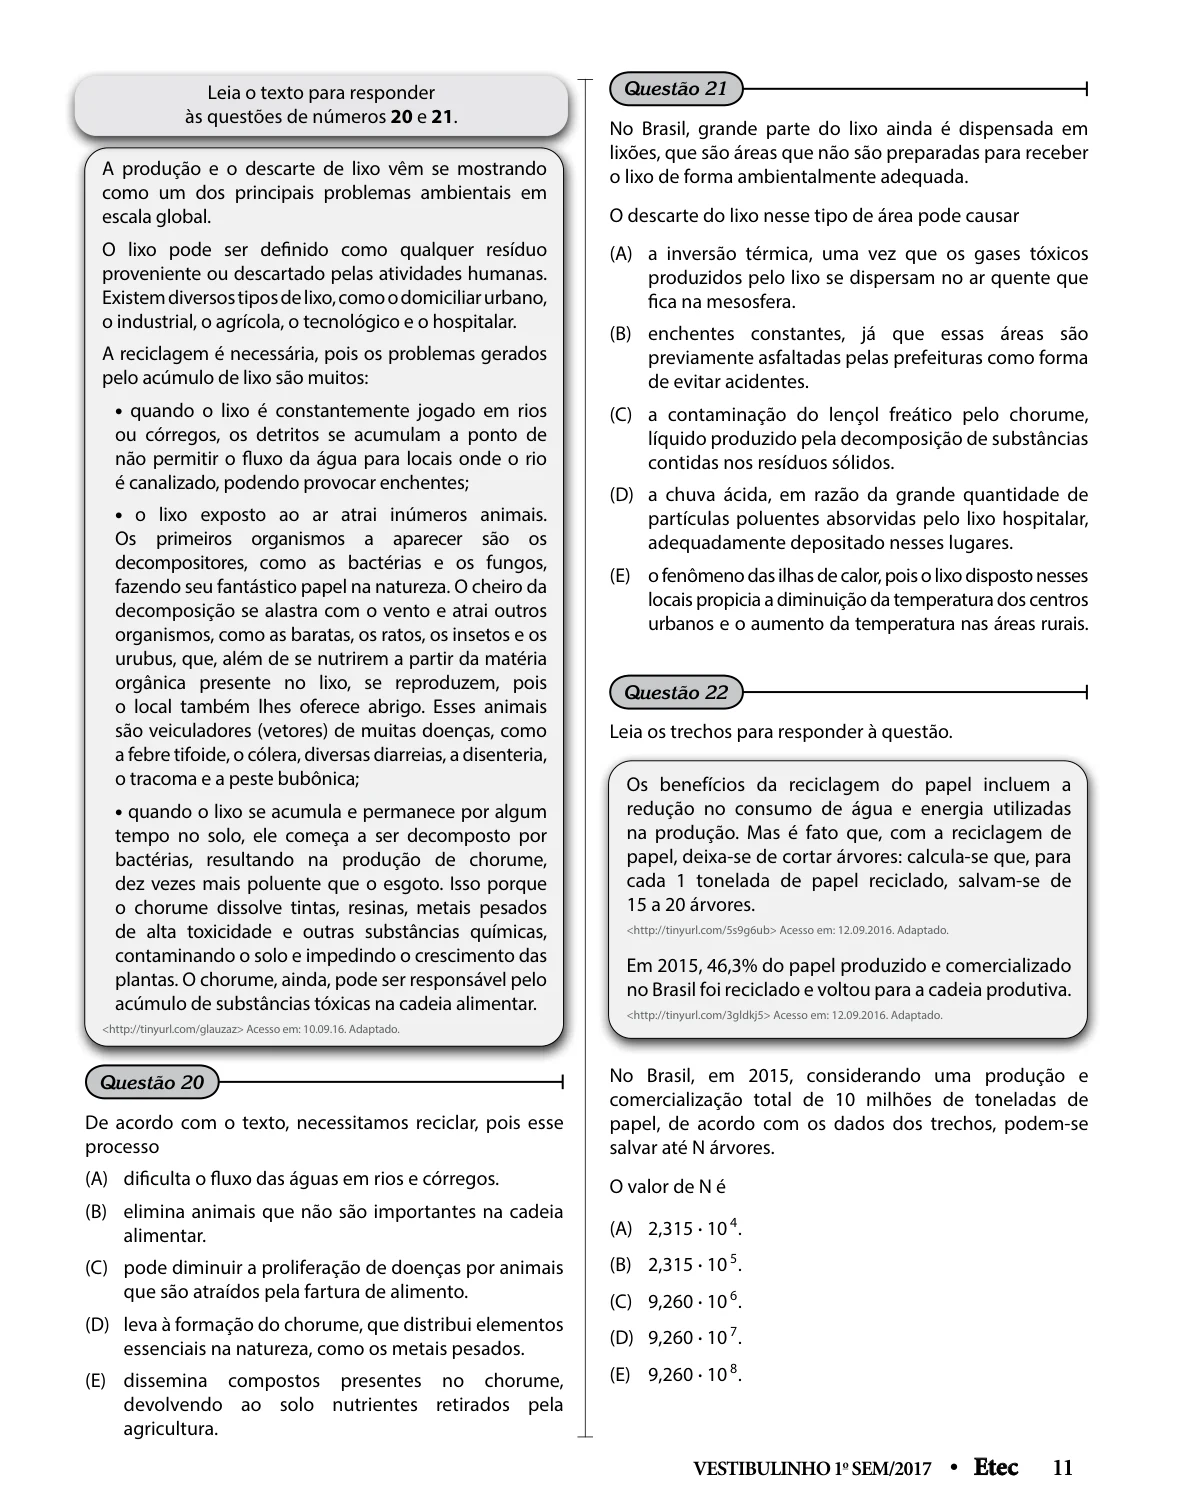 Leia o texto para responder
às questões de números 20 e 21.
A produção e o descarte de lixo vêm se mostrando
como um dos principais problemas ambientais em
escala global.
O lixo pode ser definido como qualquer resíduo
proveniente ou descartado pelas atividades humanas.
Existem diversos tipos de lixo, como o domiciliar urbano,
o industrial, o agrícola, o tecnológico e o hospitalar.
A reciclagem é necessária, pois os problemas gerados
pelo acúmulo de lixo são muitos:
• quando o lixo é constantemente jogado em rios
ou córregos, os detritos se acumulam a ponto de
não permitir o fluxo da água para locais onde o rio
é canalizado, podendo provocar enchentes;
• o lixo exposto ao ar atrai inúmeros animais.
Os primeiros organismos a aparecer são os
decompositores, como as bactérias e os fungos,
fazendo seu fantástico papel na natureza. O cheiro da
decomposição se alastra com o vento e atrai outros
organismos, como as baratas, os ratos, os insetos e os
urubus, que, além de se nutrirem a partir da matéria
orgânica presente no lixo, se reproduzem, pois
o local também lhes oferece abrigo. Esses animais
são veiculadores (vetores) de muitas doenças, como
a febre tifoide, o cólera, diversas diarreias, a disenteria,
o tracoma e a peste bubônica;
• quando o lixo se acumula e permanece por algum
tempo no solo, ele começa a ser decomposto por
bactérias, resultando na produção de chorume,
dez vezes mais poluente que o esgoto. Isso porque
o chorume dissolve tintas, resinas, metais pesados
de alta toxicidade e outras substâncias químicas,
contaminando o solo e impedindo o crescimento das
plantas. O chorume, ainda, pode ser responsável pelo
acúmulo de substâncias tóxicas na cadeia alimentar.
<http://tinyurl.com/glauzaz> Acesso em: 10.09.16. Adaptado.
Questão 20
De acordo com o texto, necessitamos reciclar, pois esse
processo
(A) dificulta o fluxo das águas em rios e córregos.
(B) elimina animais que não são importantes na cadeia
alimentar.
(C) pode diminuir a proliferação de doenças por animais
que são atraídos pela fartura de alimento.
(D) leva à formação do chorume, que distribui elementos
essenciais na natureza, como os metais pesados.
(E) dissemina compostos presentes no chorume,
devolvendo ao solo nutrientes retirados pela
agricultura.
Questão 21
No Brasil, grande parte do lixo ainda é dispensada em
lixões, que são áreas que não são preparadas para receber
o lixo de forma ambientalmente adequada.
O descarte do lixo nesse tipo de área pode causar
(A) a inversão térmica, uma vez que os gases tóxicos
produzidos pelo lixo se dispersam no ar quente que
fica na mesosfera.
(B) enchentes constantes, já que essas áreas são
previamente asfaltadas pelas prefeituras como forma
de evitar acidentes.
(C) a contaminação do lençol freático pelo chorume,
líquido produzido pela decomposição de substâncias
contidas nos resíduos sólidos.
(D) a chuva ácida, em razão da grande quantidade de
partículas poluentes absorvidas pelo lixo hospitalar,
adequadamente depositado nesses lugares.
(E) o fenômeno das ilhas de calor, pois o lixo disposto nesses
locais propicia a diminuição da temperatura dos centros
urbanos e o aumento da temperatura nas áreas rurais.
Questão 22
Leia os trechos para responder à questão.
Os benefícios da reciclagem do papel incluem a
redução no consumo de água e energia utilizadas
na produção. Mas é fato que, com a reciclagem de
papel, deixa-se de cortar árvores: calcula-se que, para
cada 1 tonelada de papel reciclado, salvam-se de
15 a 20 árvores.
<http://tinyurl.com/5s9g6ub> Acesso em: 12.09.2016. Adaptado.
Em 2015, 46,3% do papel produzido e comercializado
no Brasil foi reciclado e voltou para a cadeia produtiva.
<http://tinyurl.com/3gIdkj5> Acesso em: 12.09.2016. Adaptado.
No Brasil, em 2015, considerando uma produção e
comercialização total de 10 milhões de toneladas de
papel, de acordo com os dados dos trechos, podem-se
salvar até N árvores.
O valor de N é
(A) 2,315 · 10⁴.
(B) 2,315 · 10⁵.
(C) 9,260 · 10⁶.
(D) 9,260 · 10⁷.
(E) 9,260 · 10⁸.
VESTIBULINHO 1º SEM/2017 • Etec 11